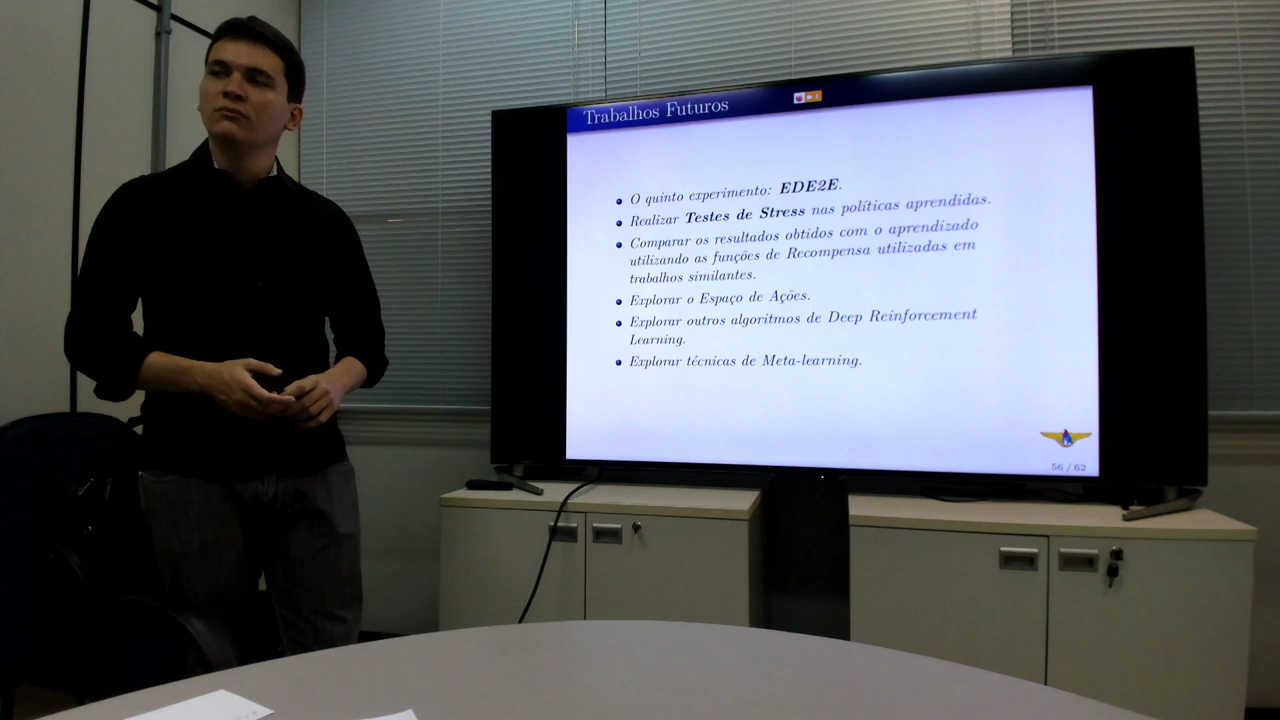 Trabalhos Futuros
O quinto experimento: EDE2E.
Realizar Testes de Stress nas políticas aprendidas.
Comparar os resultados obtidos com o aprendizado
utilizando as funções de Recompensa utilizadas em
trabalhos similantes.
Explorar o Espaço de Ações.
Explorar outros algoritmos de Deep Reinforcement
Learning.
Explorar técnicas de Meta-learning.
56 / 62